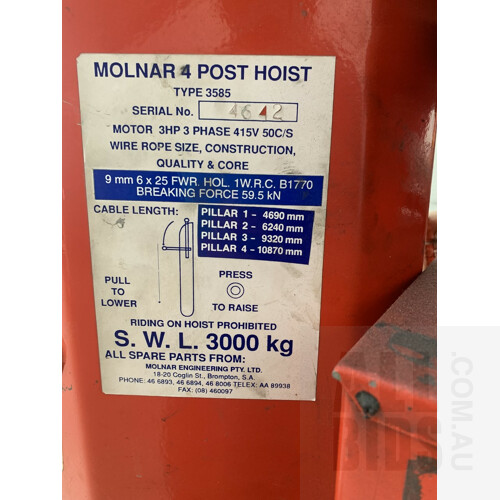 MOLNAR 4 POST HOIST
TYPE 3585
SERIAL No. 4642
MOTOR 3HP 3 PHASE 415V 50C/S
WIRE ROPE SIZE, CONSTRUCTION,
QUALITY & CORE
9 mm 6 x 25 FWR. HOL. 1W.R.C. B1770
BREAKING FORCE 59.5 kN
CABLE LENGTH:
PILLAR 1 - 4690 mm
PILLAR 2 - 6240 mm
PILLAR 3 - 9320 mm
PILLAR 4 - 10870 mm
PULL
TO
LOWER
PRESS
TO RAISE
RIDING ON HOIST PROHIBITED
S. W. L. 3000 kg
ALL SPARE PARTS FROM:
MOLNAR ENGINEERING PTY. LTD.
18-20 Coglin St., Brompton, S.A.
PHONE: 46 6893, 46 6894, 46 8006 TELEX: AA 89938
FAX: (08) 460097
ALL
BIDS
.COM.AU